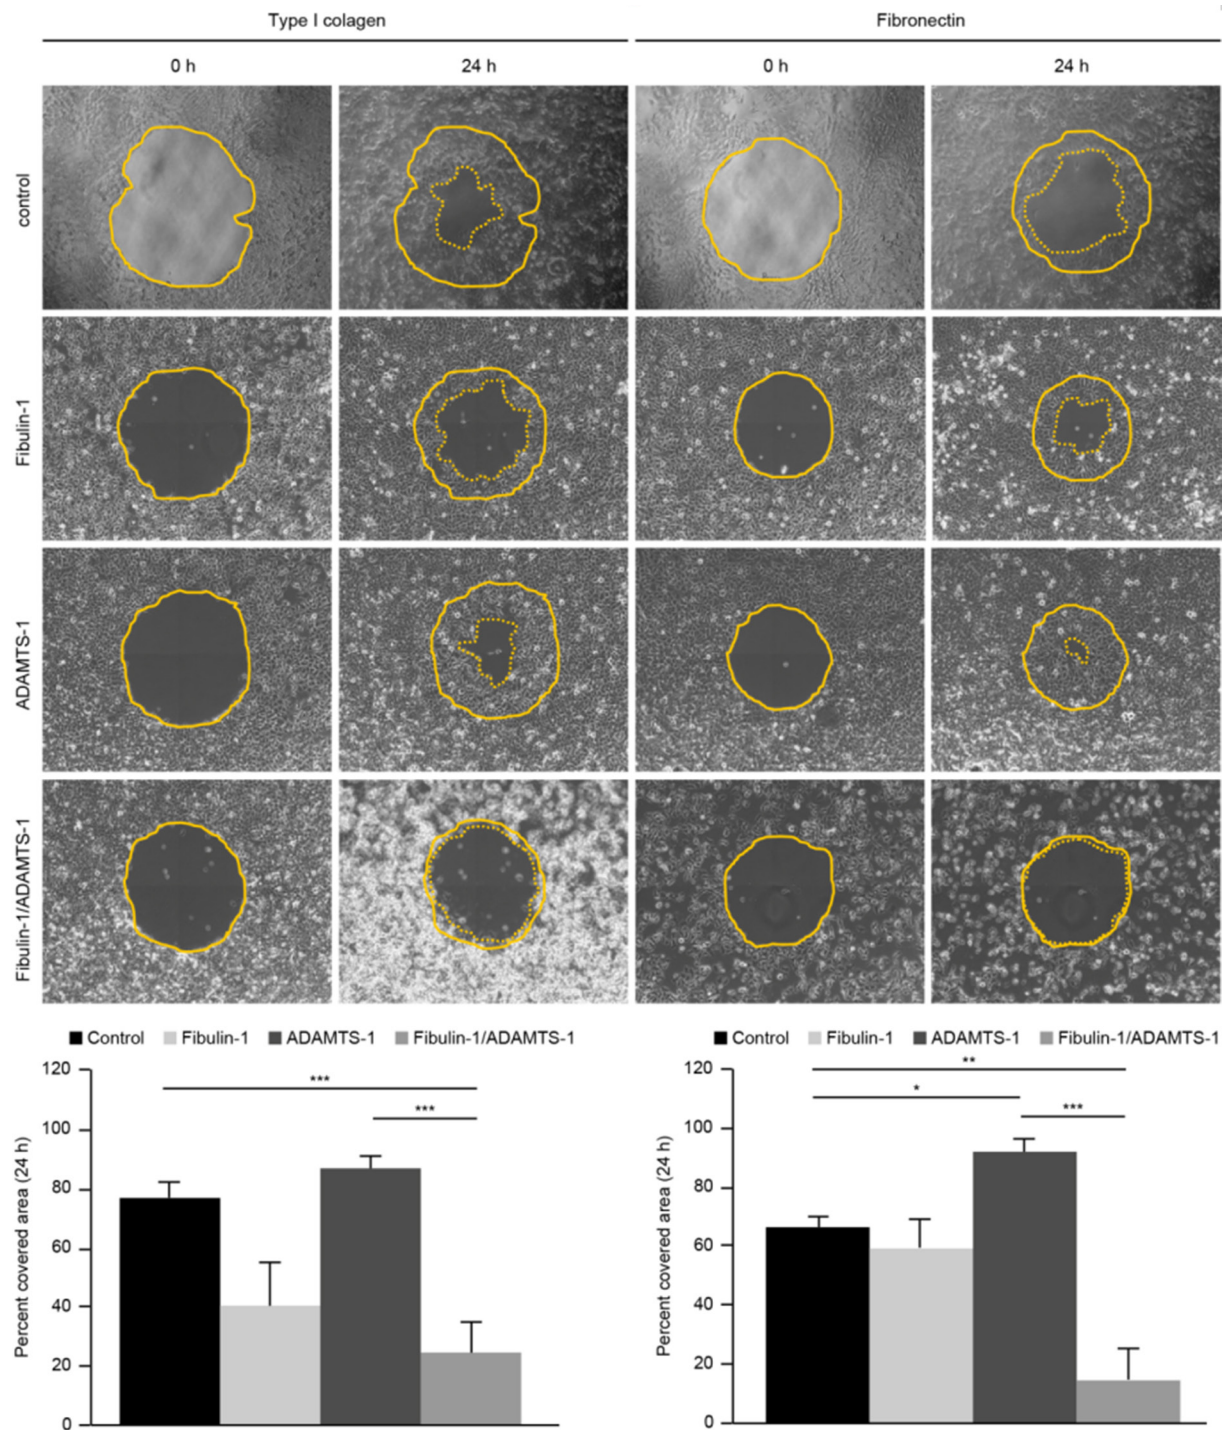 Type I colagen Fibronectin
0 h 24 h 0 h 24 h
control
Fibulin-1
ADAMTS-1
Fibulin-1/ADAMTS-1
Control Fibulin-1 ADAMTS-1 Fibulin-1/ADAMTS-1
Percent covered area (24 h)
120
100
80
60
40
20
0
***
***
Control Fibulin-1 ADAMTS-1 Fibulin-1/ADAMTS-1
Percent covered area (24 h)
120
100
80
60
40
20
0
**
*
***